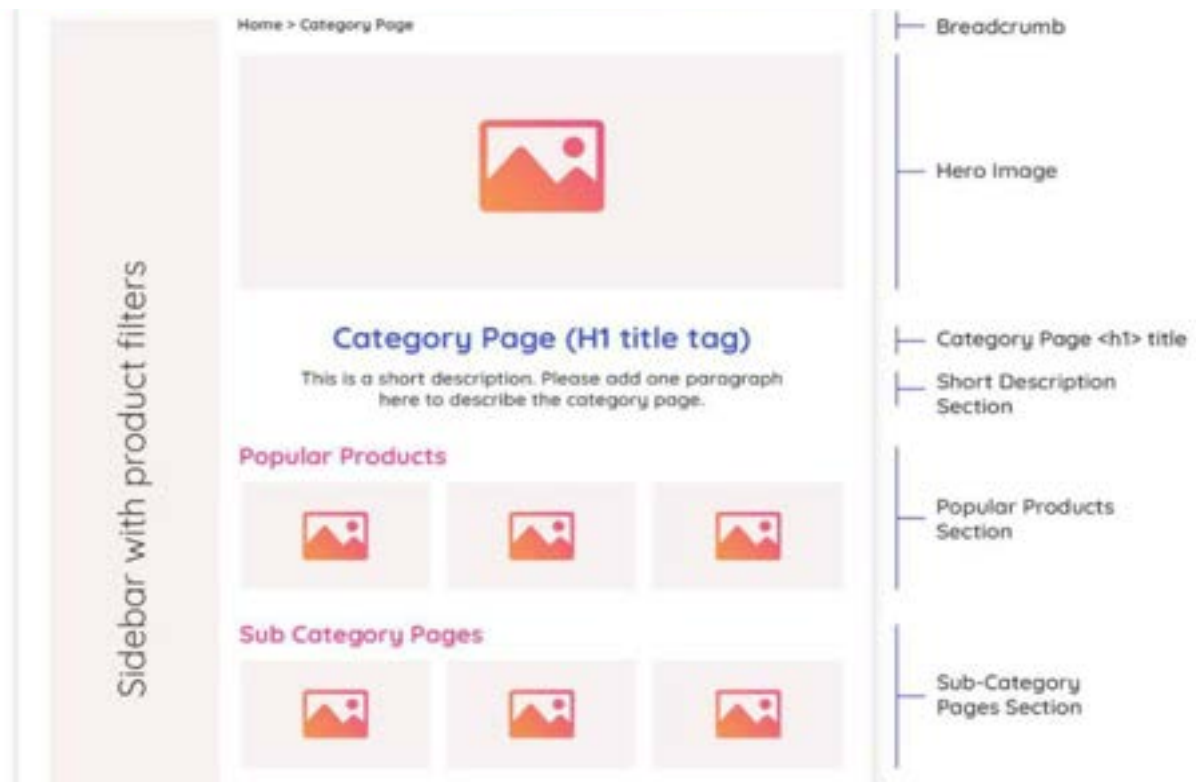 Home > Category Page
Breadcrumb
Hero Image
Sidebar with product filters
Category Page (H1 title tag)
Category Page <h1> title
This is a short description. Please add one paragraph
here to describe the category page.
Short Description
Section
Popular Products
Popular Products
Section
Sub Category Pages
Sub-Category
Pages Section